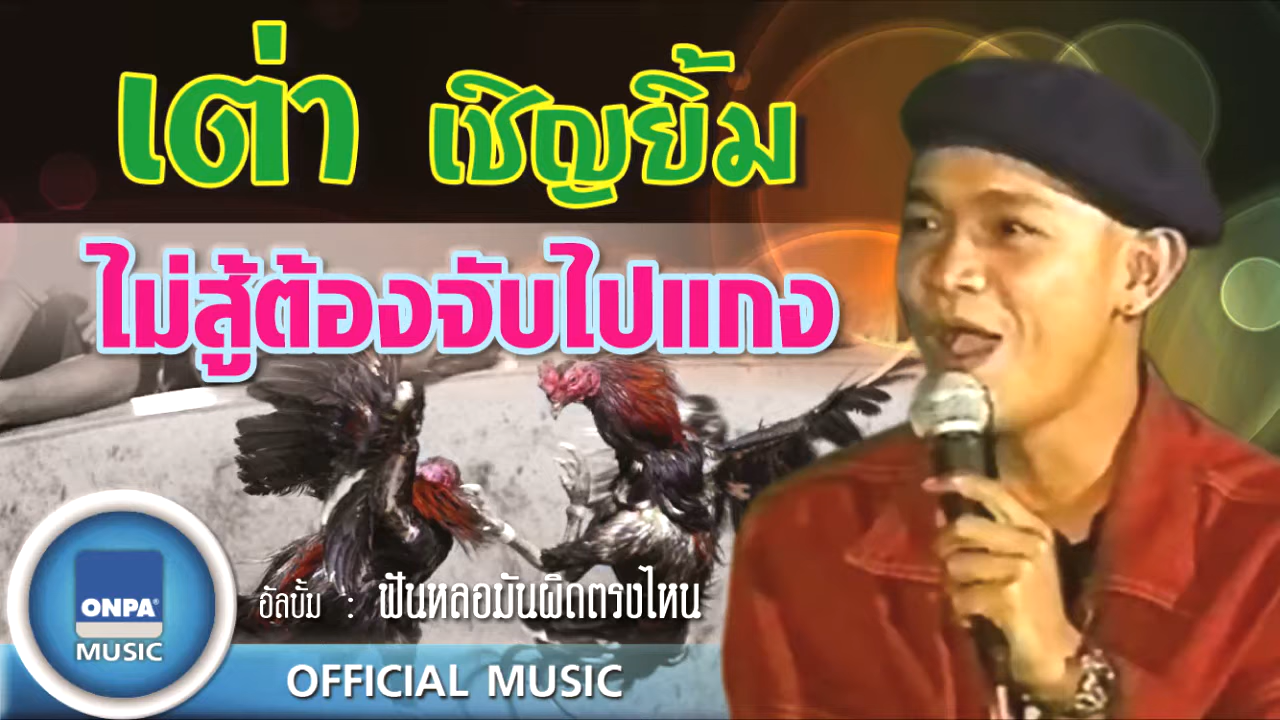 เต่า เชิญยิ้ม
ไม่สู้ต้องจับไปแกง
อัลบั้ม : ฟันหลอมันผิดตรงไหน
ONPA®
MUSIC
OFFICIAL MUSIC